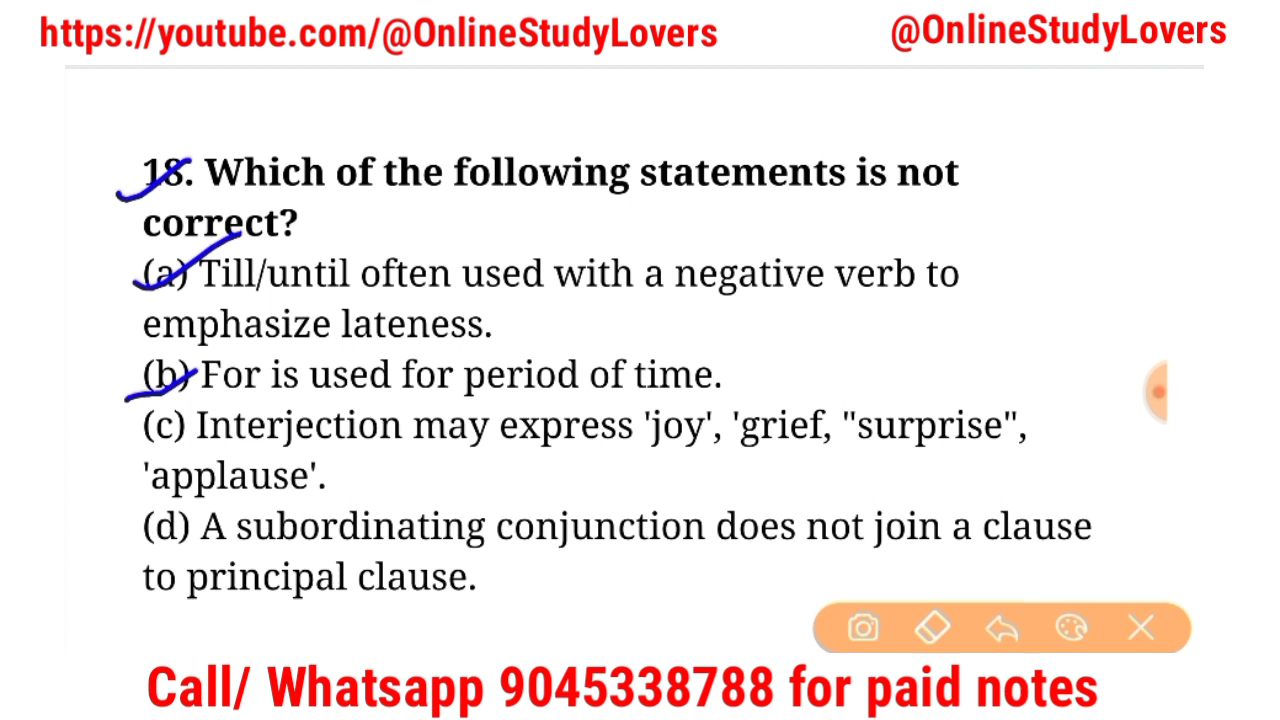 https://youtube.com/@OnlineStudyLovers @OnlineStudyLovers
18. Which of the following statements is not
correct?
(a) Till/until often used with a negative verb to
emphasize lateness.
(b) For is used for period of time.
(c) Interjection may express 'joy', 'grief, "surprise",
'applause'.
(d) A subordinating conjunction does not join a clause
to principal clause.
Call/ Whatsapp 9045338788 for paid notes